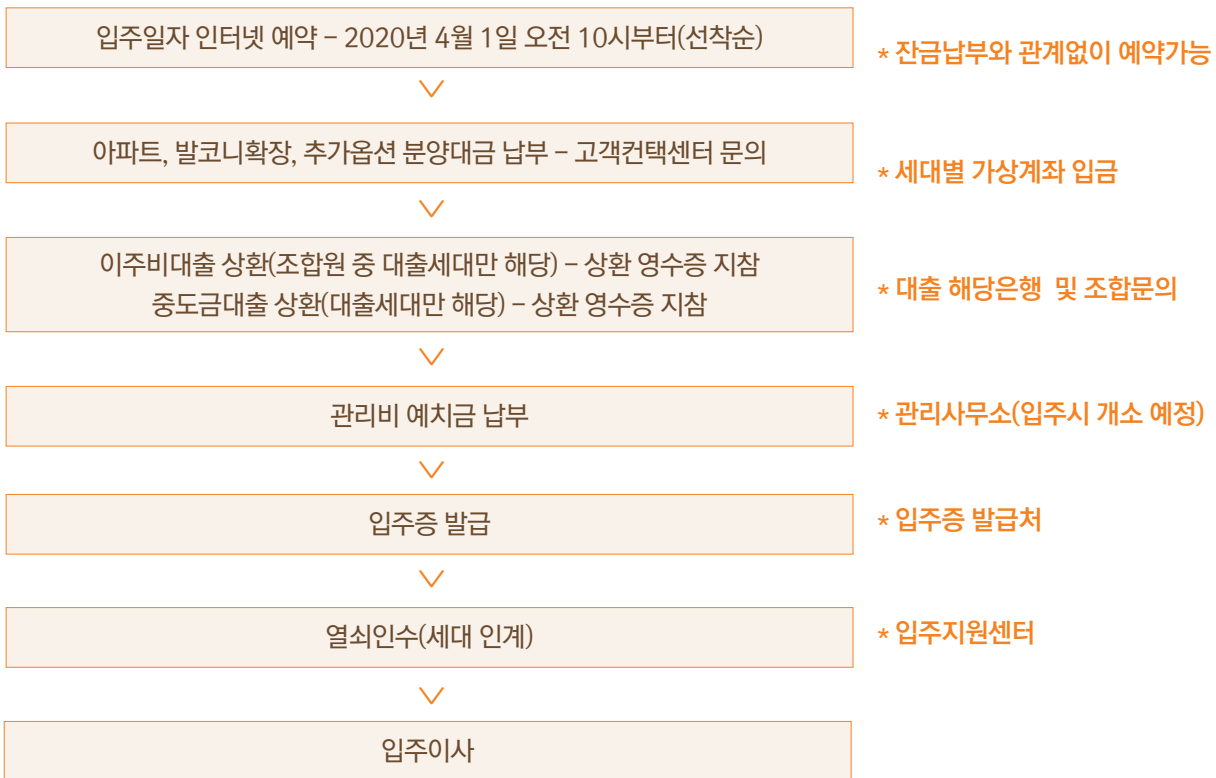 입주일자 인터넷 예약 – 2020년 4월 1일 오전 10시부터(선착순)
* 잔금납부와 관계없이 예약가능
아파트, 발코니확장, 추가옵션 분양대금 납부 – 고객컨택센터 문의
* 세대별 가상계좌 입금
이주비대출 상환(조합원 중 대출세대만 해당) – 상환 영수증 지참
중도금대출 상환(대출세대만 해당) – 상환 영수증 지참
* 대출 해당은행 및 조합문의
관리비 예치금 납부
* 관리사무소(입주시 개소 예정)
입주증 발급
* 입주증 발급처
열쇠인수(세대 인계)
* 입주지원센터
입주이사